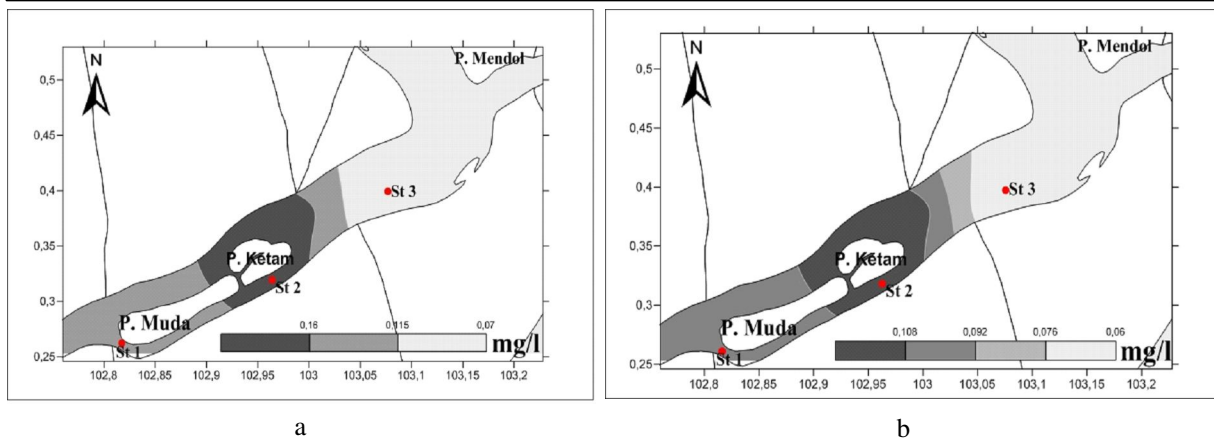 N
P. Mendol
0,5
0,45
0,4
0,35
0,3
0,25
St 3
P. Ketam
St 2
P. Muda
St 1
0,16 0,115 0,07
mg/l
102,8 102,85 102,9 102,95 103 103,05 103,1 103,15 103,2
a
N
P. Mendol
0,5
0,45
0,4
0,35
0,3
0,25
St 3
P. Ketam
St 2
P. Muda
St 1
0,108 0,092 0,076 0,06
mg/l
102,8 102,85 102,9 102,95 103 103,05 103,1 103,15 103,2
b